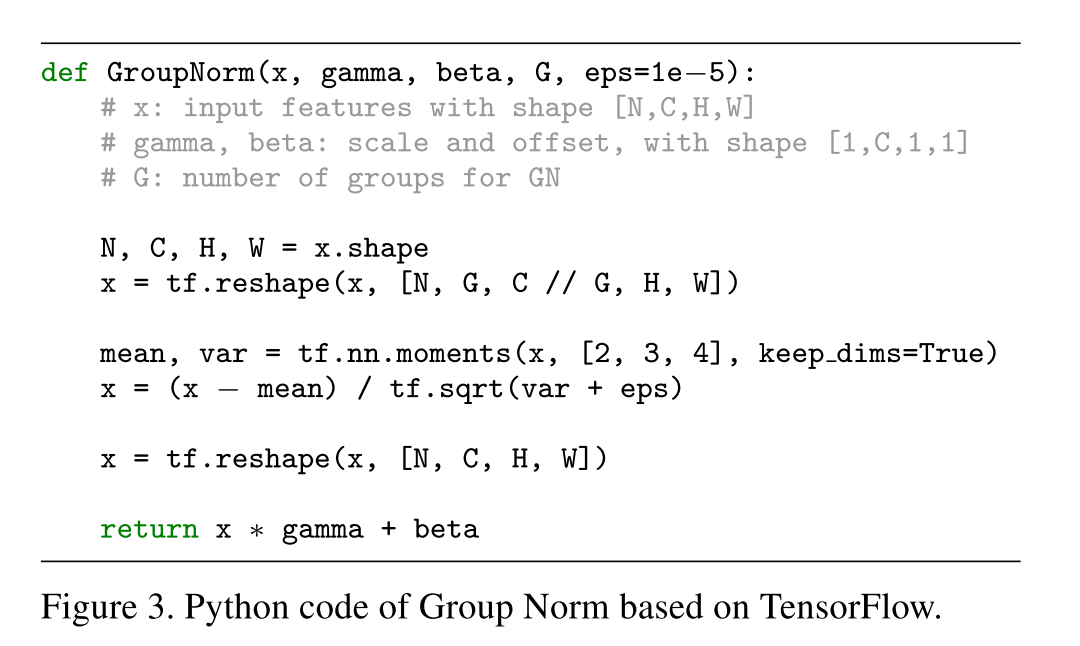 def GroupNorm(x, gamma, beta, G, eps=1e−5):
# x: input features with shape [N,C,H,W]
# gamma, beta: scale and offset, with shape [1,C,1,1]
# G: number of groups for GN
N, C, H, W = x.shape
x = tf.reshape(x, [N, G, C // G, H, W])
mean, var = tf.nn.moments(x, [2, 3, 4], keep_dims=True)
x = (x − mean) / tf.sqrt(var + eps)
x = tf.reshape(x, [N, C, H, W])
return x * gamma + beta
Figure 3. Python code of Group Norm based on TensorFlow.